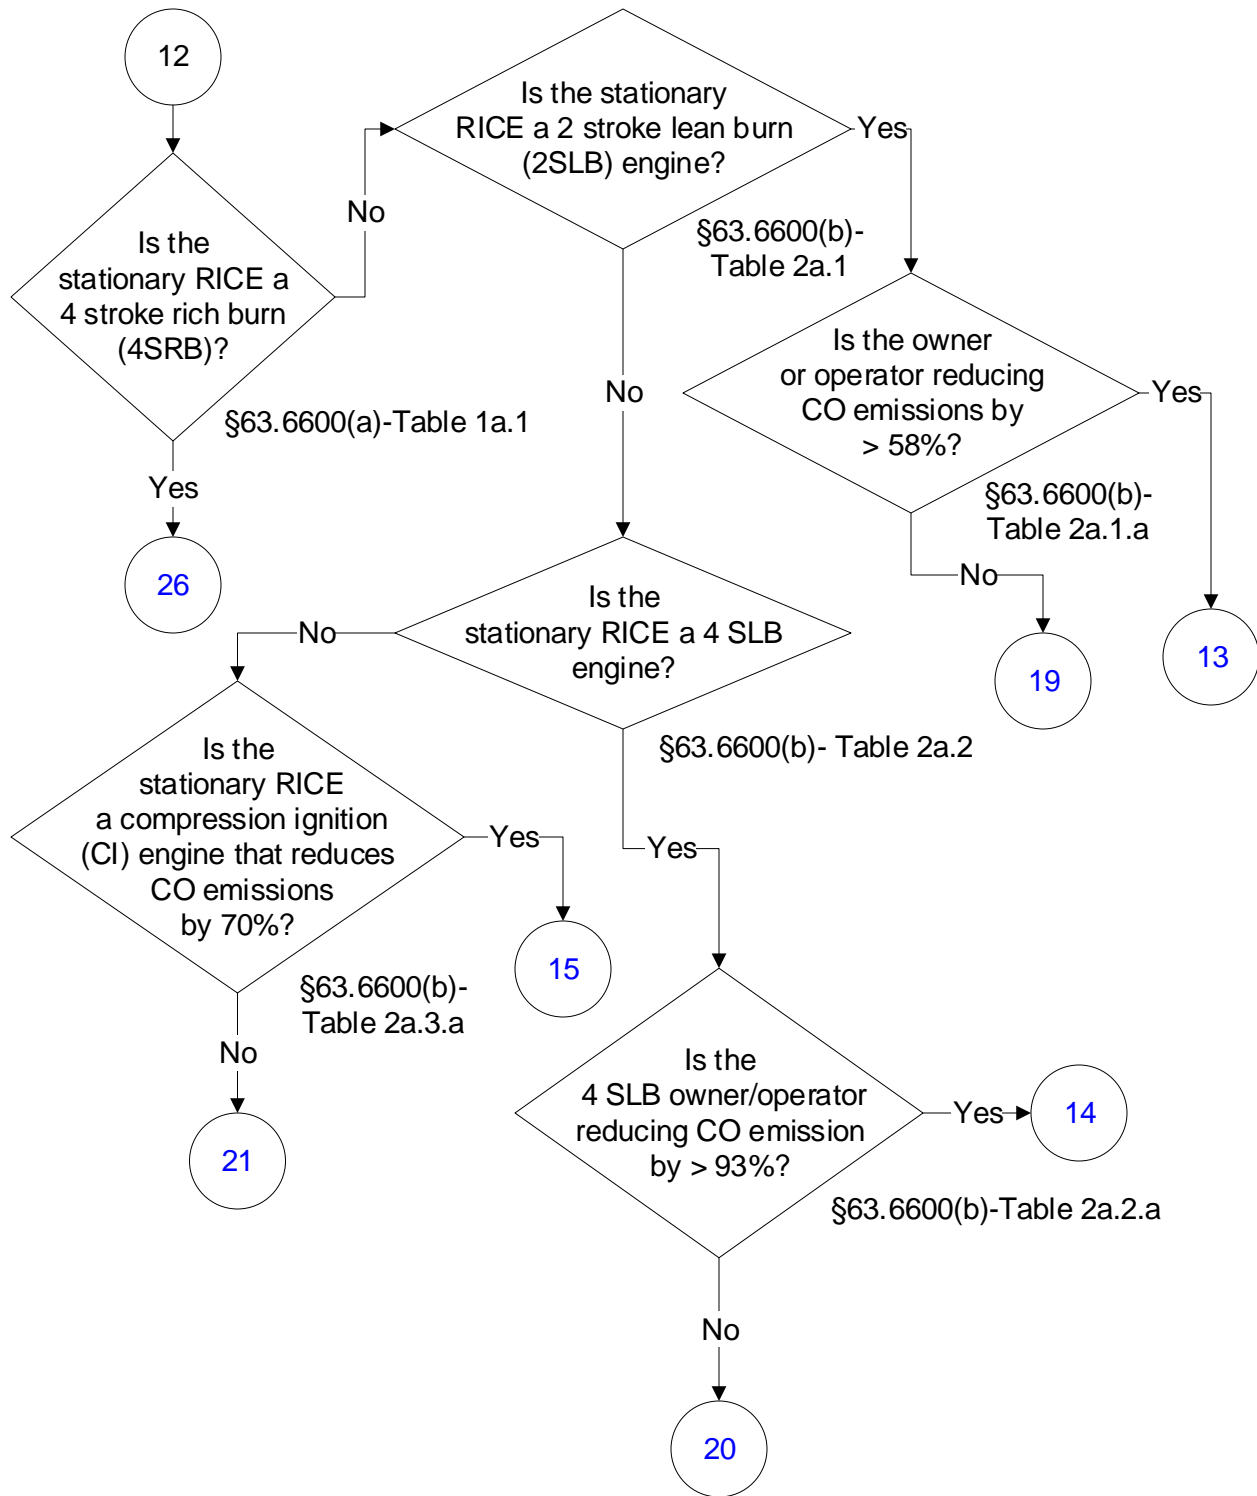 12
Is the
stationary RICE a
4 stroke rich burn
(4SRB)?
§63.6600(a)-Table 1a.1
No
Yes
26
Is the stationary
RICE a 2 stroke lean burn
(2SLB) engine?
§63.6600(b)-
Table 2a.1
Yes
No
Is the owner
or operator reducing
CO emissions by
> 58%?
§63.6600(b)-
Table 2a.1.a
Yes
13
No
19
Is the
stationary RICE a 4 SLB
engine?
§63.6600(b)- Table 2a.2
No
Yes
Is the
stationary RICE
a compression ignition
(CI) engine that reduces
CO emissions
by 70%?
§63.6600(b)-
Table 2a.3.a
Yes
15
No
21
Is the
4 SLB owner/operator
reducing CO emission
by > 93%?
§63.6600(b)-Table 2a.2.a
Yes
14
No
20